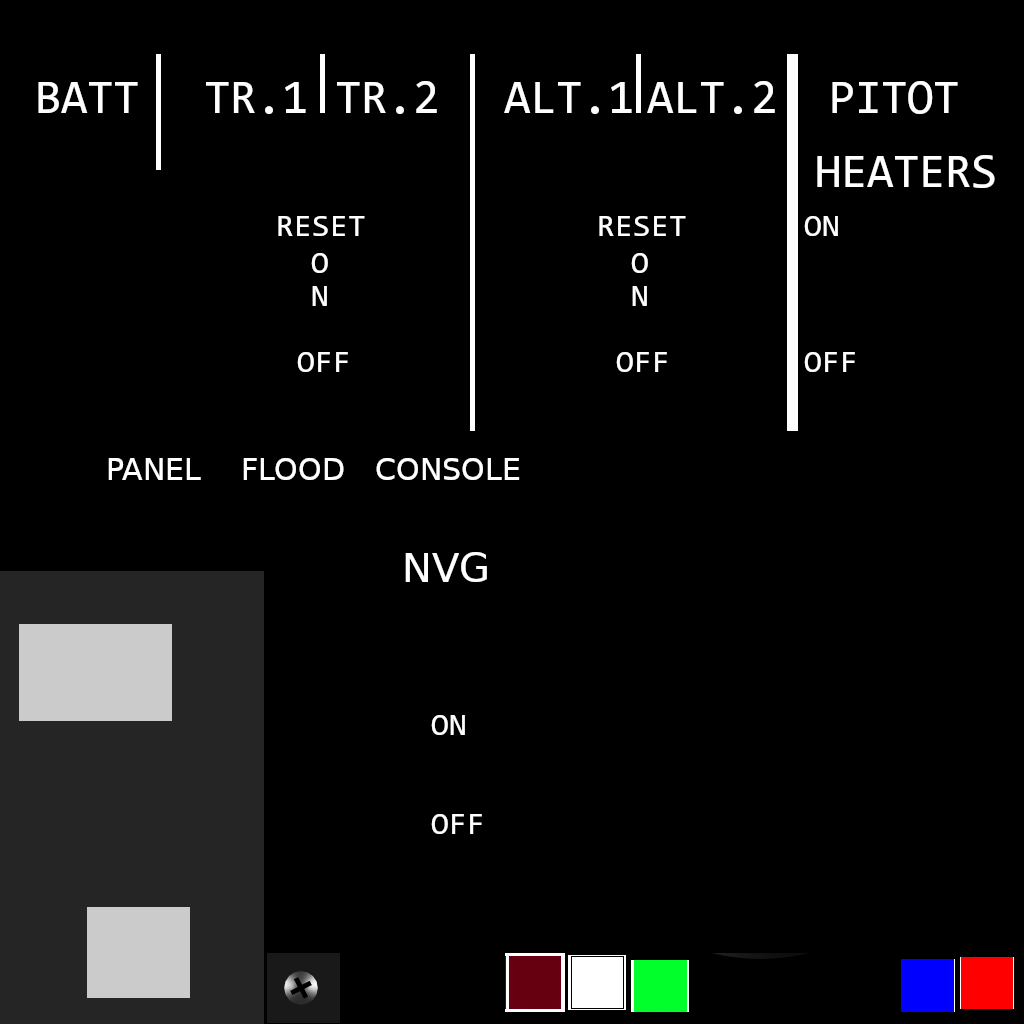 BATT TR.1 TR.2 ALT.1 ALT.2 PITOT
HEATERS
RESET RESET ON
O O
N N
OFF OFF OFF
PANEL FLOOD CONSOLE
NVG
ON
OFF